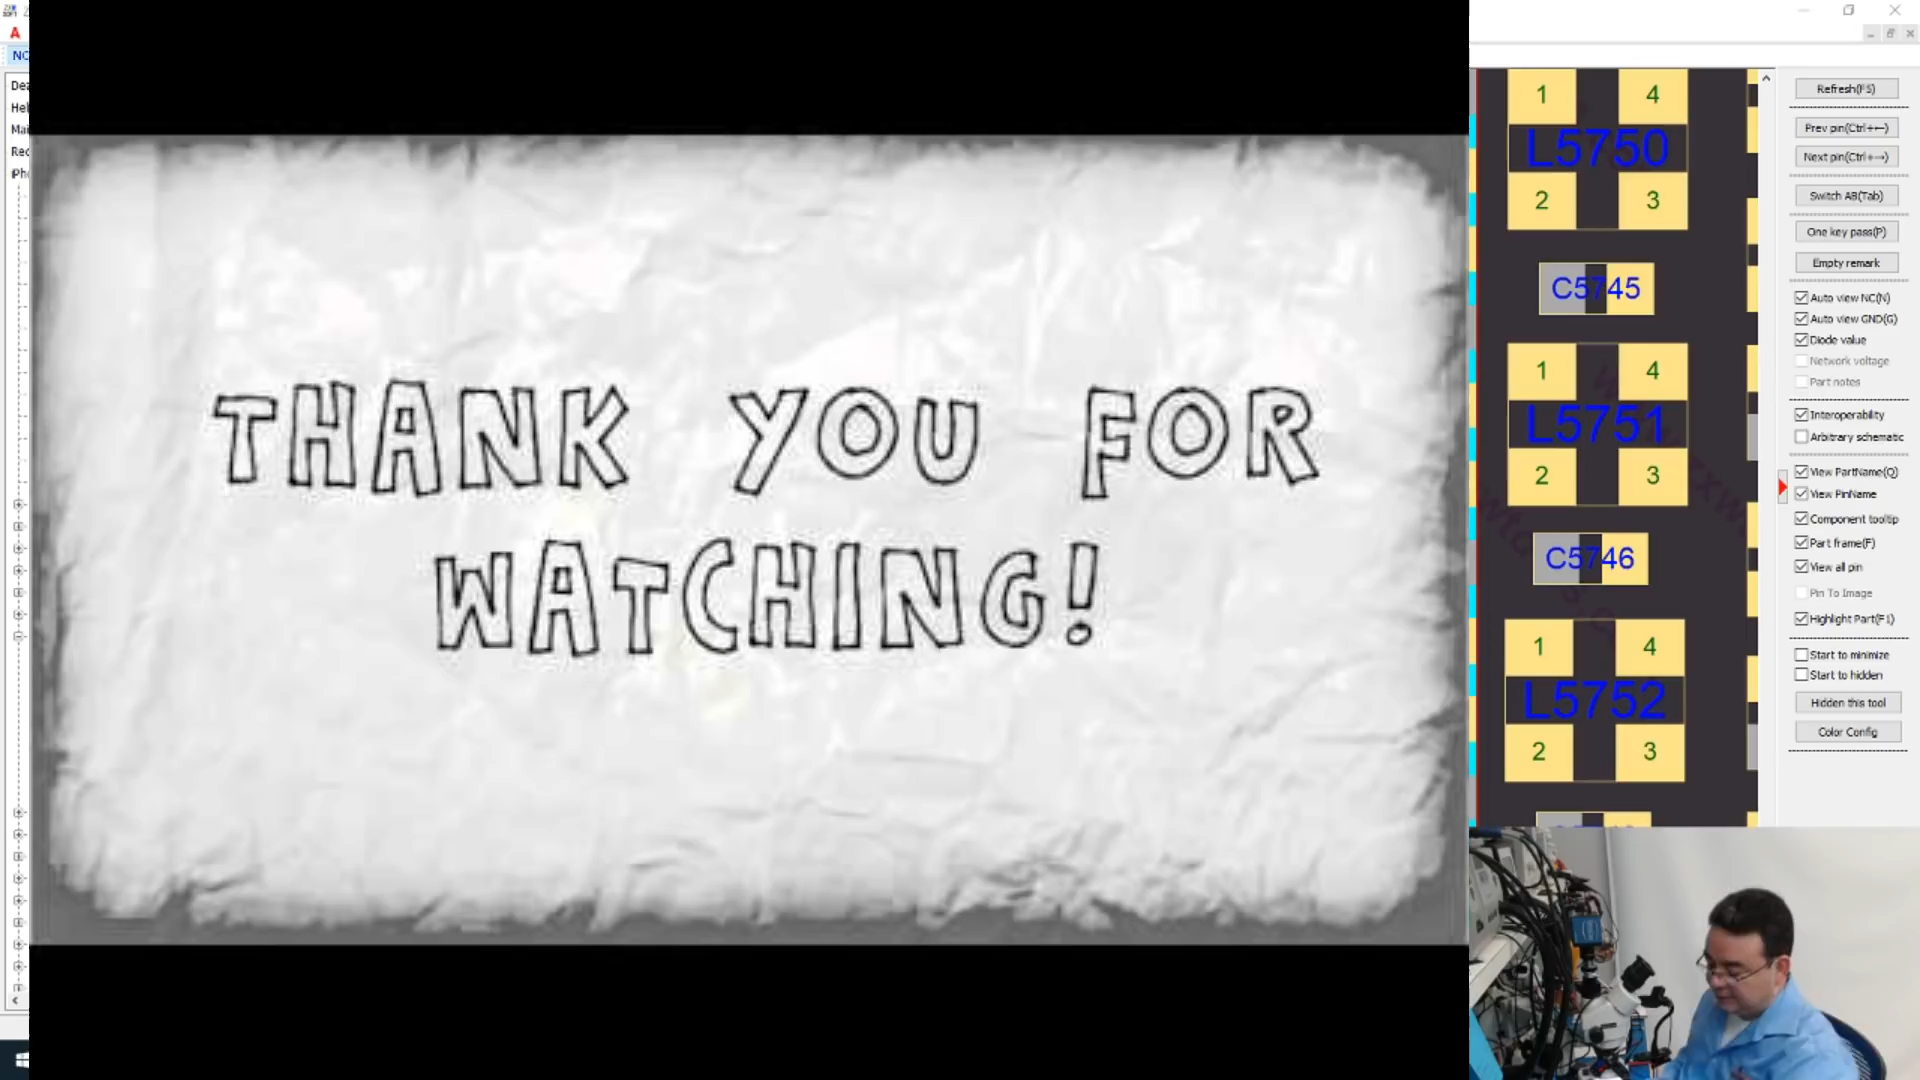 THANK YOU FOR
WATCHING!
A
1
4
L5750
2
3
C5745
1
4
L5751
2
3
C5746
1
4
L5752
2
3
Refresh(F5)
Prev pin(Ctrl+←)
Next pin(Ctrl+→)
Switch AB(Tab)
One key pass(P)
Empty remark
Auto view NC(N)
Auto view GND(G)
Diode value
Network voltage
Part notes
Interoperability
Arbitrary schematic
View PartName(Q)
View PinName
Component tooltip
Part frame(F)
View all pin
Pin To Image
Highlight Part(F1)
Start to minimize
Start to hidden
Hidden this tool
Color Config